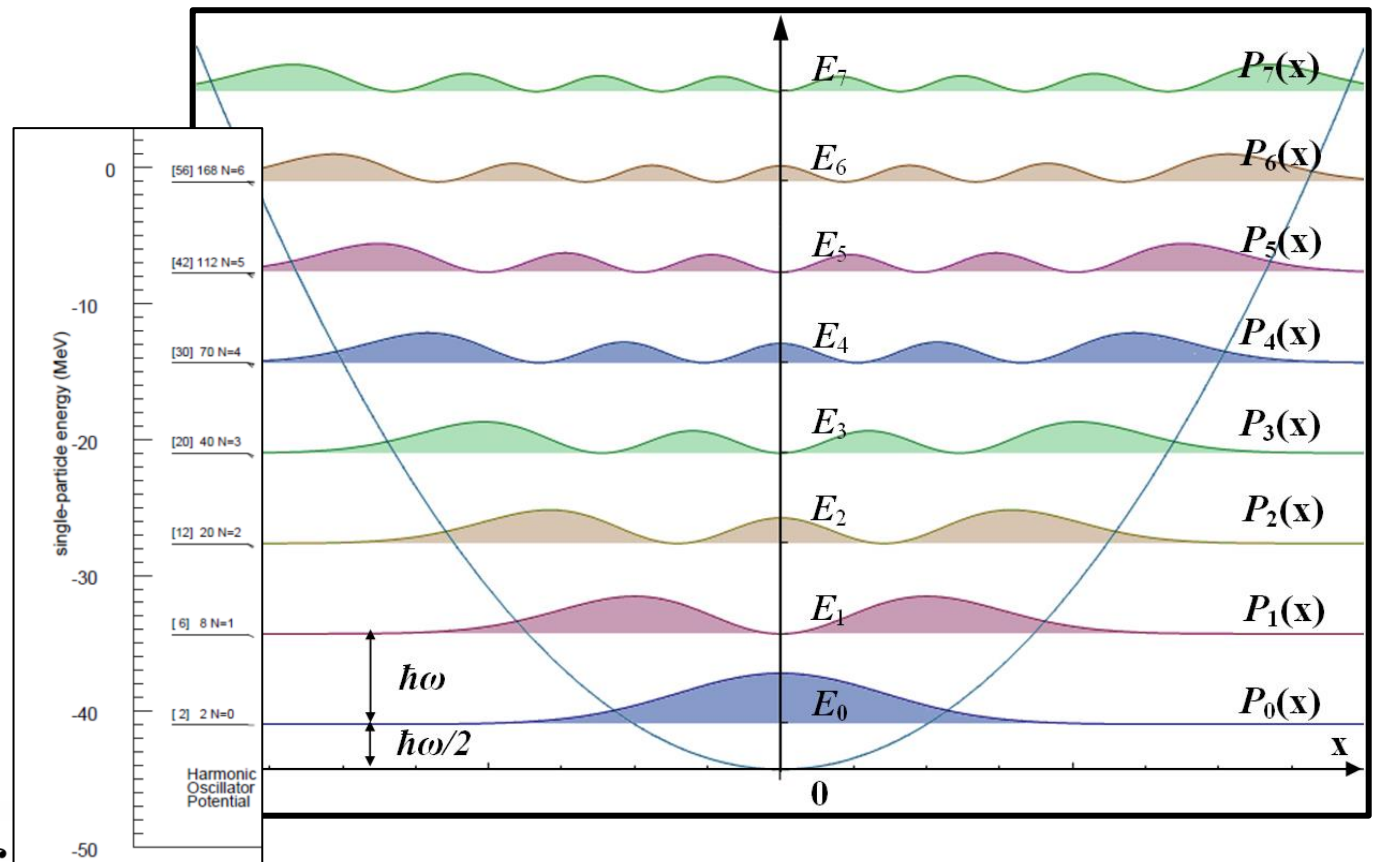 E₇
P₇(x)
0
[56] 168 N=6
E₆
P₆(x)
[42] 112 N=5
E₅
P₅(x)
-10
[30] 70 N=4
E₄
P₄(x)
single-particle energy (MeV)
-20
[20] 40 N=3
E₃
P₃(x)
[12] 20 N=2
E₂
P₂(x)
-30
[ 6] 8 N=1
E₁
P₁(x)
ħω
-40
[ 2] 2 N=0
E₀
P₀(x)
ħω/2
x
Harmonic
Oscillator
Potential
0
-50